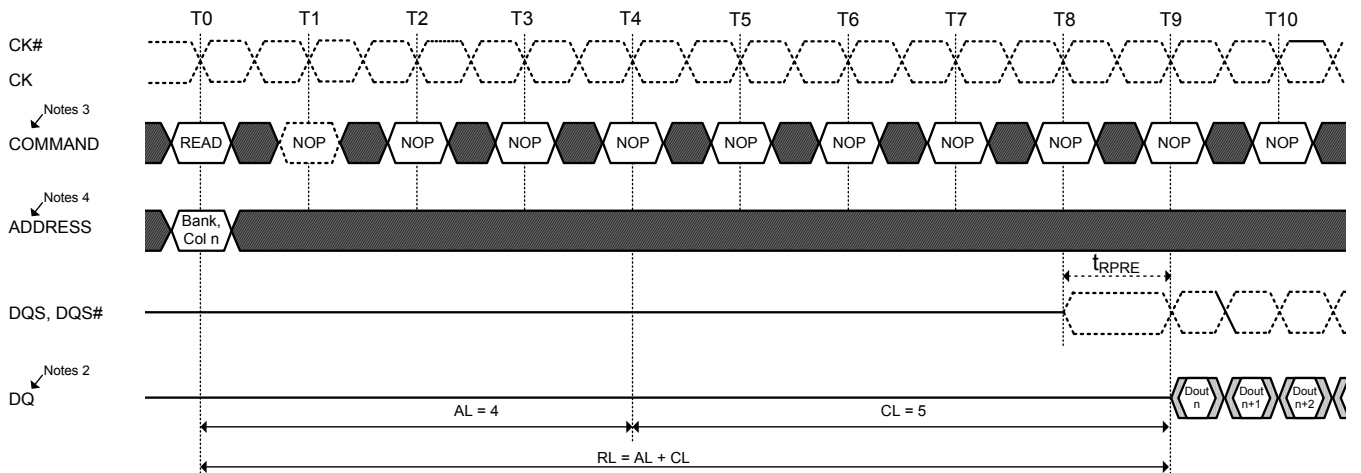 T0 T1 T2 T3 T4 T5 T6 T7 T8 T9 T10
CK#
CK
Notes 3
COMMAND
READ NOP NOP NOP NOP NOP NOP NOP NOP NOP NOP
Notes 4
ADDRESS
Bank,
Col n
tRPRE
DQS, DQS#
Notes 2
DQ
Dout Dout Dout
n n+1 n+2
AL = 4 CL = 5
RL = AL + CL